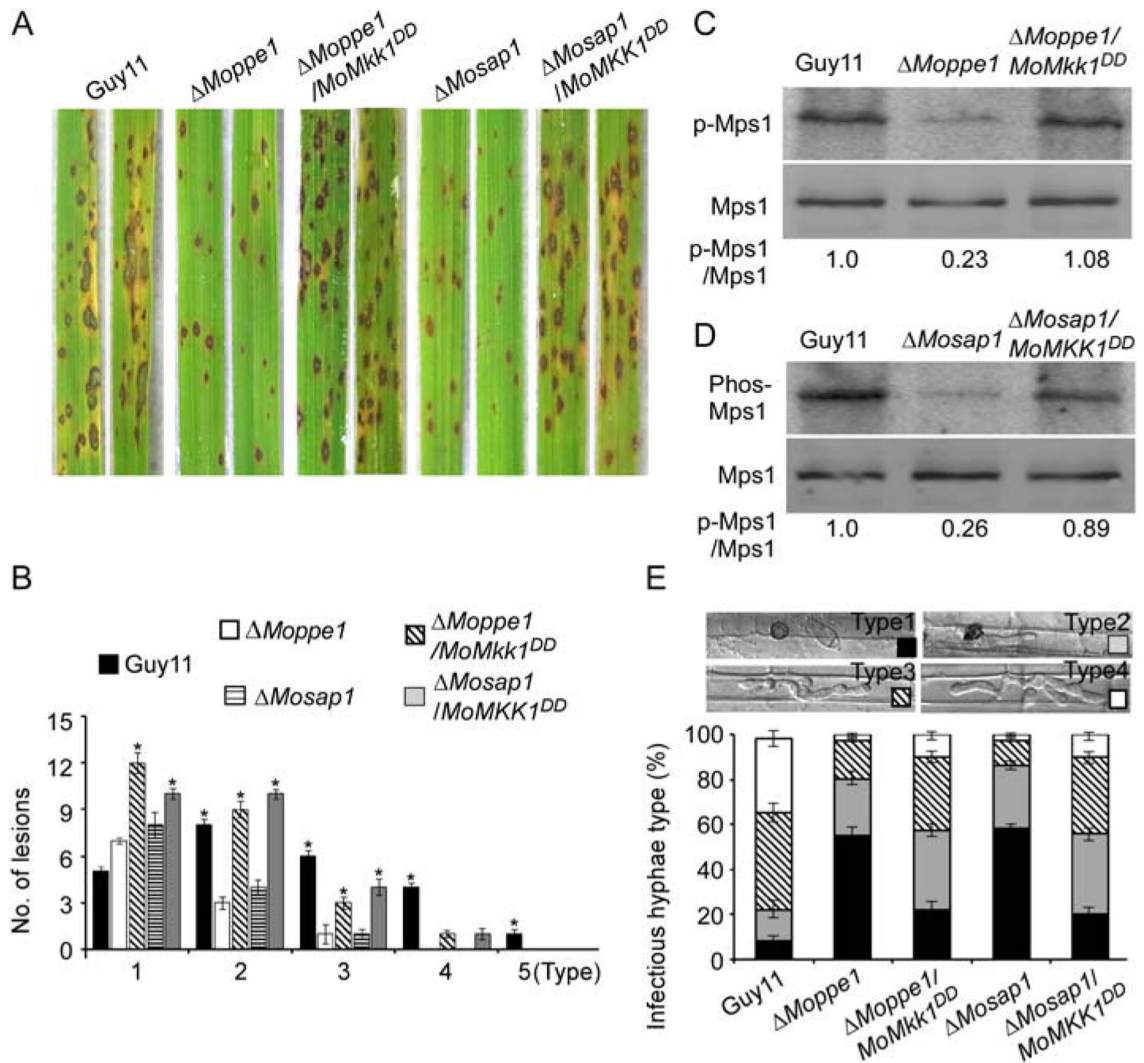 A
Guy11
ΔMoppe1
ΔMoppe1
/MoMkk1DD
ΔMosap1
ΔMosap1
/MoMKK1DD
B
Guy11
ΔMoppe1
ΔMosap1
ΔMoppe1
/MoMkk1DD
ΔMosap1
/MoMKK1DD
No. of lesions
15
12
9
6
3
0
* * * * * * * * * *
1 2 3 4 5(Type)
C
Guy11
ΔMoppe1
ΔMoppe1/
MoMkk1DD
p-Mps1
Mps1
p-Mps1
/Mps1
1.0 0.23 1.08
D
Guy11
ΔMosap1
ΔMosap1/
MoMKK1DD
Phos-
Mps1
Mps1
p-Mps1
/Mps1
1.0 0.26 0.89
E
Type1
Type2
Type3
Type4
Infectious hyphae type (%)
100
80
60
40
20
0
Guy11
ΔMoppe1
ΔMoppe1/
MoMkk1DD
ΔMosap1
ΔMosap1/
MoMKK1DD